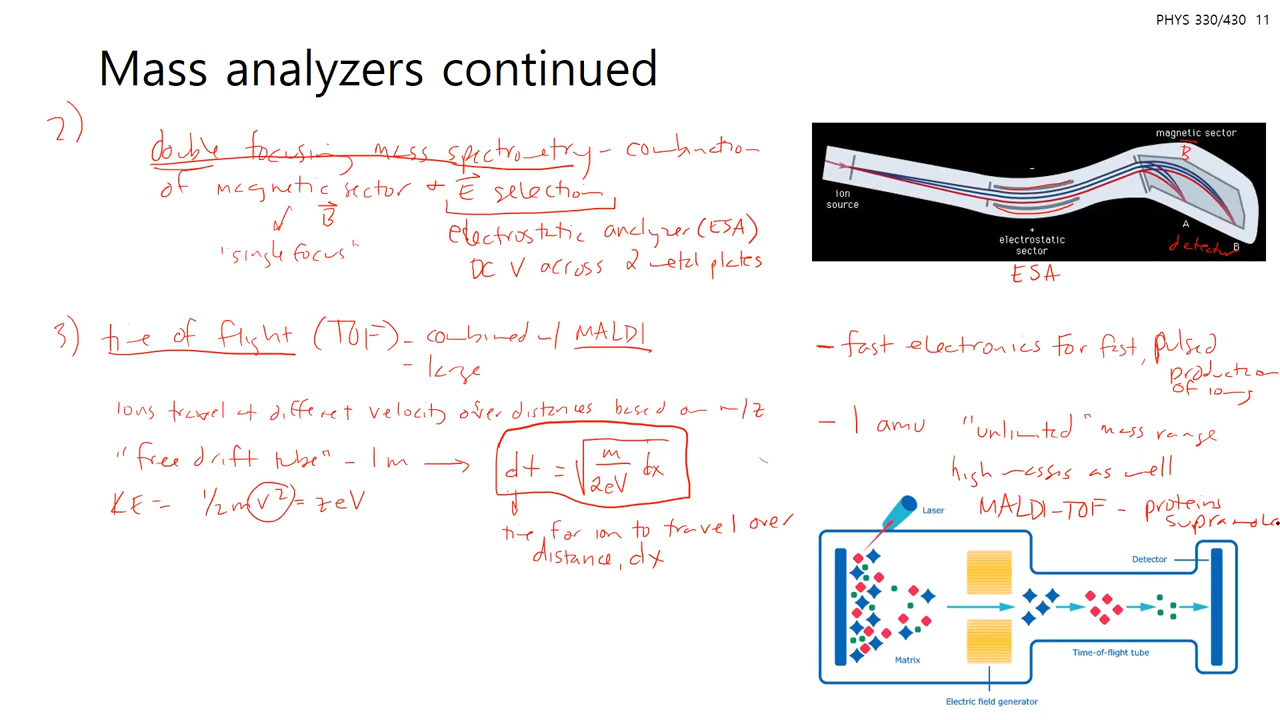 PHYS 330/430 11
Mass analyzers continued
2)
double focusing mass spectrometry - combination
of magnetic sector + E selection
B
"single focus"
electrostatic analyzer (ESA)
DC V across 2 metal plates
magnetic sector
B
ion
source
-
+
electrostatic
sector
A
B
detector
ESA
3) time of flight (TOF) - combined w/ MALDI
- large
ions travel at different velocity over distances based on m/z
"free drift tube" - 1 m → dt = √m/2eV dx
KE = 1/2 m v² = zeV
time for ion to travel over
distance, dx
- fast electronics for fast, pulsed
production
of ions
- 1 amu "unlimited" mass range
high masses as well
MALDI-TOF - proteins
supramola
Laser
Detector
Matrix
Time-of-flight tube
Electric field generator